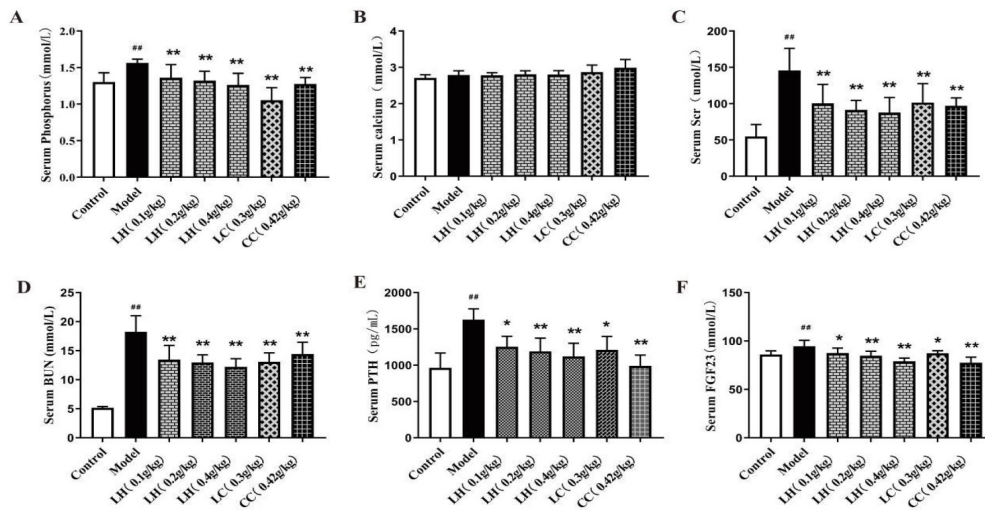 A
Serum Phosphorus (mmol/L)
2.0
1.5
1.0
0.5
0.0
##
**
**
**
**
**
Control
Model
LH( 0.1g/kg)
LH( 0.2g/kg)
LH( 0.4g/kg)
LC( 0.3g/kg)
CC( 0.42g/kg)
B
Serum calcium (mmol/L)
4
3
2
1
0
Control
Model
LH( 0.1g/kg)
LH( 0.2g/kg)
LH( 0.4g/kg)
LC( 0.3g/kg)
CC( 0.42g/kg)
C
Serum Scr ( umol/L)
200
150
100
50
0
##
**
**
**
**
**
Control
Model
LH( 0.1g/kg)
LH( 0.2g/kg)
LH( 0.4g/kg)
LC( 0.3g/kg)
CC( 0.42g/kg)
D
Serum BUN (mmol/L)
25
20
15
10
5
0
##
**
**
**
**
**
Control
Model
LH( 0.1g/kg)
LH( 0.2g/kg)
LH( 0.4g/kg)
LC( 0.3g/kg)
CC( 0.42g/kg)
E
Serum PTH (pg/mL)
2000
1500
1000
500
0
##
*
**
**
*
**
Control
Model
LH( 0.1g/kg)
LH( 0.2g/kg)
LH( 0.4g/kg)
LC( 0.3g/kg)
CC( 0.42g/kg)
F
Serum FGF23 (mmol/L)
150
100
50
0
##
*
**
**
*
**
Control
Model
LH( 0.1g/kg)
LH( 0.2g/kg)
LH( 0.4g/kg)
LC( 0.3g/kg)
CC( 0.42g/kg)